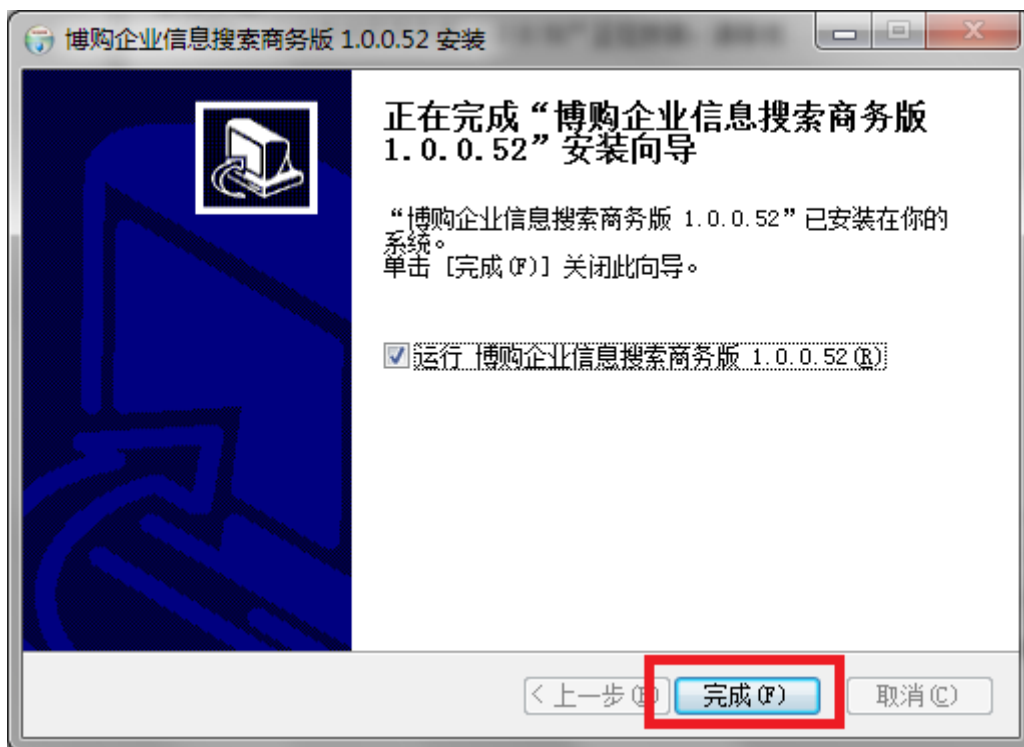 博购企业信息搜索商务版 1.0.0.52 安装
正在完成“博购企业信息搜索商务版
1.0.0.52”安装向导
“博购企业信息搜索商务版 1.0.0.52”已安装在你的
系统。
单击 [完成(F)] 关闭此向导。
运行 博购企业信息搜索商务版 1.0.0.52(R)
<上一步
完成(F)
取消(C)